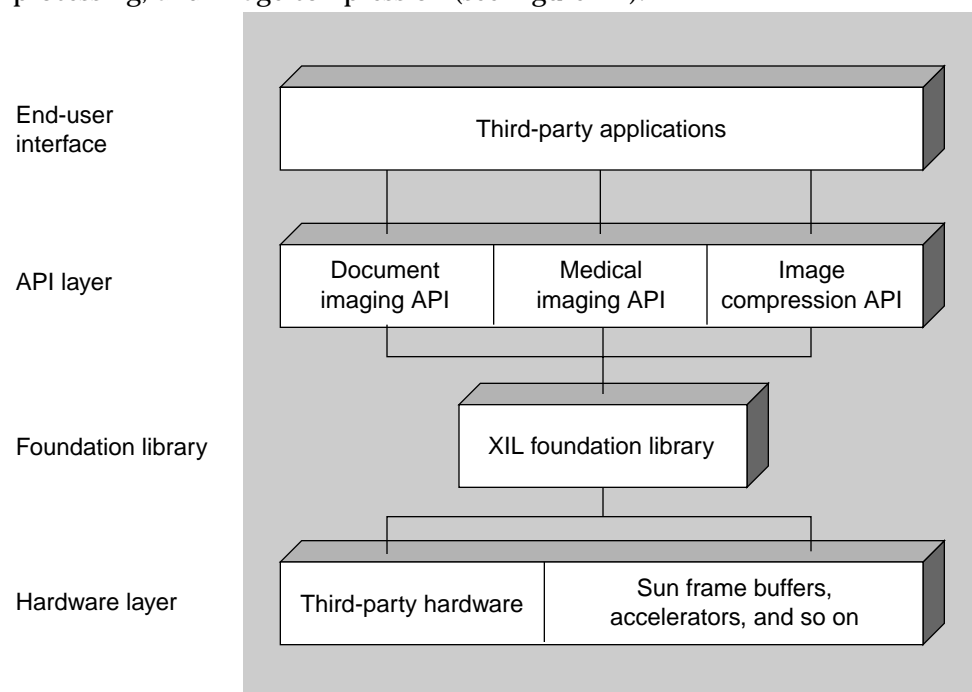 End-user
interface
Third-party applications
API layer
Document
imaging API
Medical
imaging API
Image
compression API
Foundation library
XIL foundation library
Hardware layer
Third-party hardware
Sun frame buffers,
accelerators, and so on